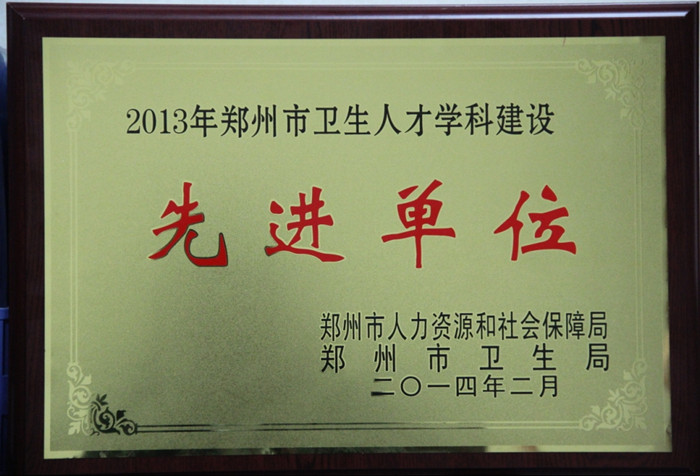 2013年郑州市卫生人才学科建设
先进单位
郑州市人力资源和社会保障局
郑州市卫生局
二〇一四年二月